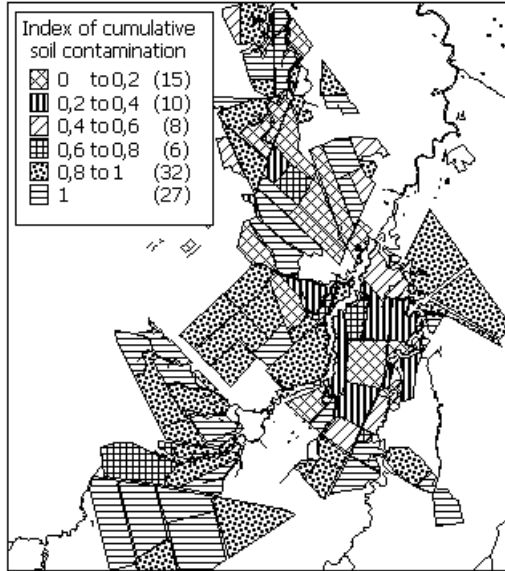 Index of cumulative
soil contamination
0 to 0,2 (15)
0,2 to 0,4 (10)
0,4 to 0,6 (8)
0,6 to 0,8 (6)
0,8 to 1 (32)
1 (27)